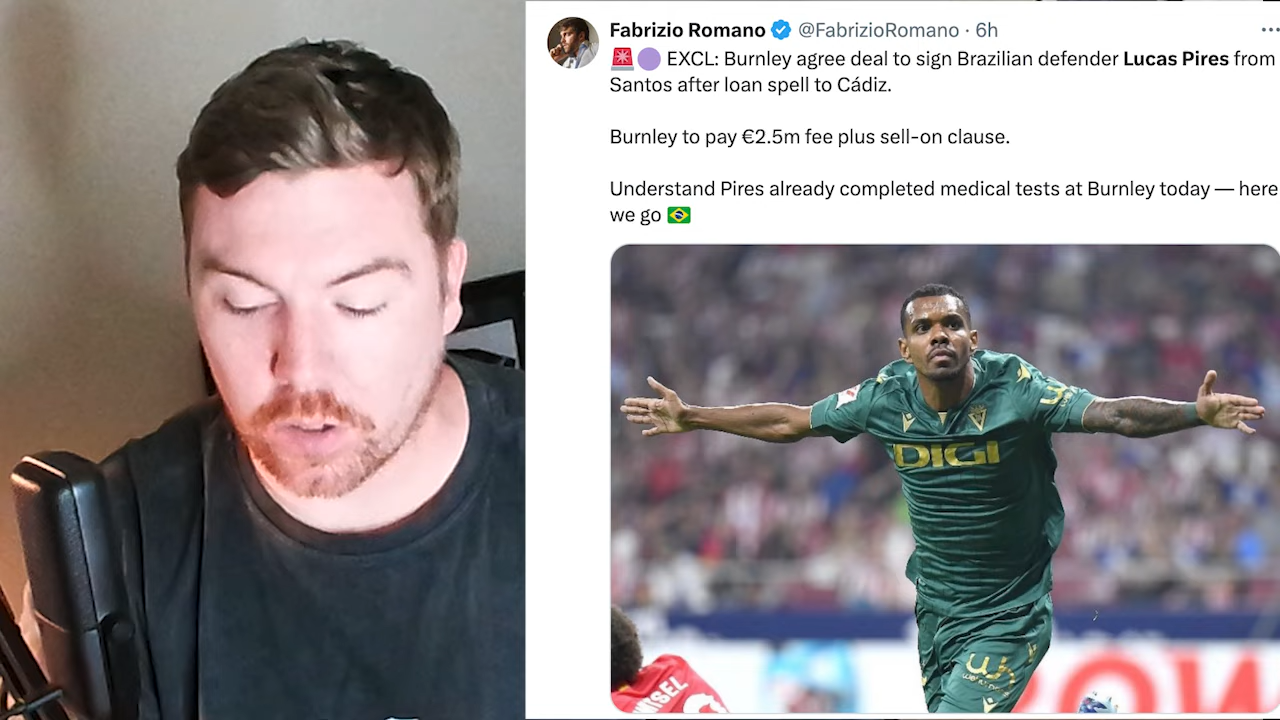 Fabrizio Romano @FabrizioRomano · 6h
🚨🟣 EXCL: Burnley agree deal to sign Brazilian defender Lucas Pires from
Santos after loan spell to Cádiz.
Burnley to pay €2.5m fee plus sell-on clause.
Understand Pires already completed medical tests at Burnley today — here
we go 🇧🇷
DIGI